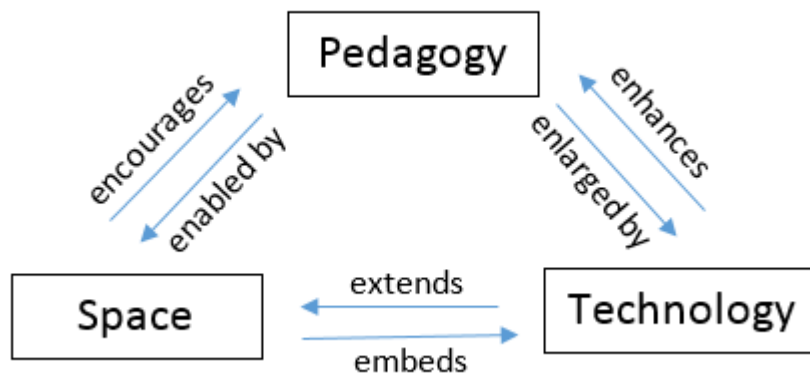 Pedagogy
encourages
enabled by
enhances
enlarged by
Space
extends
embeds
Technology